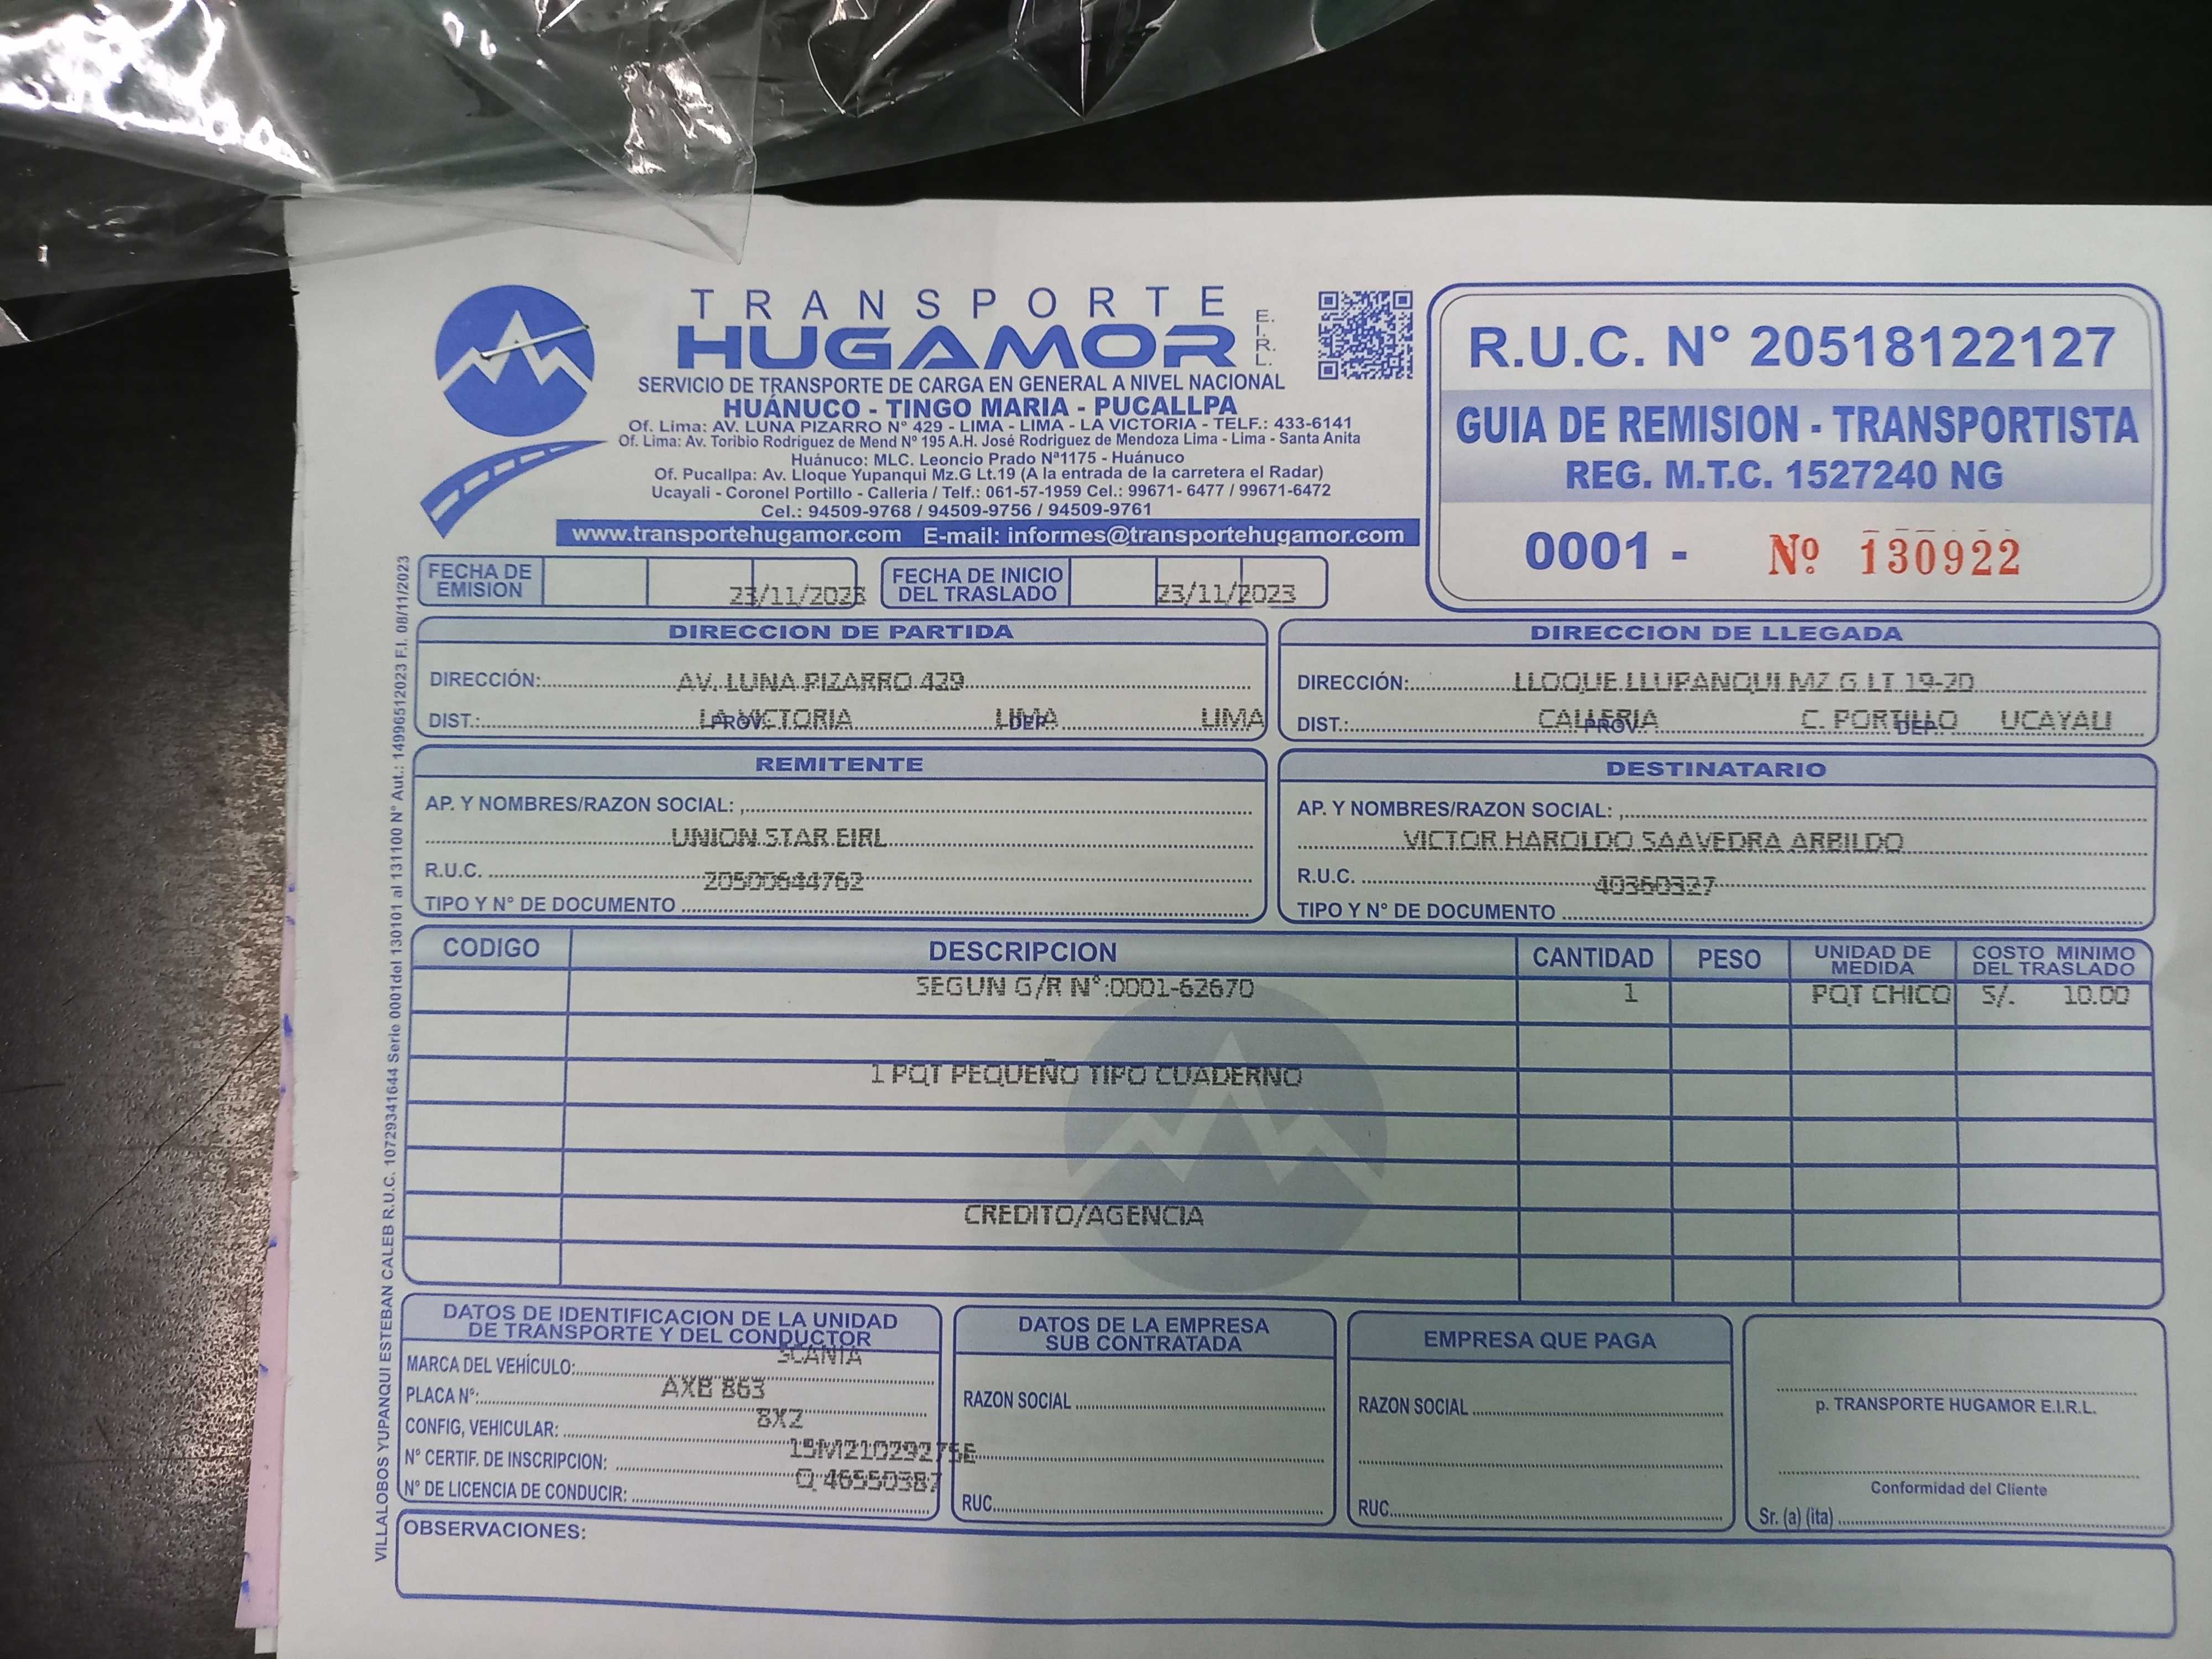 TRANSPORTE
HUGAMOR E.I.R.L.
SERVICIO DE TRANSPORTE DE CARGA EN GENERAL A NIVEL NACIONAL
HUÁNUCO - TINGO MARIA - PUCALLPA
Of. Lima: AV. LUNA PIZARRO Nº 429 - LIMA - LIMA - LA VICTORIA - TELF.: 433-6141
Of. Lima: Av. Toribio Rodriguez de Mend Nº 195 A.H. José Rodriguez de Mendoza Lima - Lima - Santa Anita
Huánuco: MLC. Leoncio Prado Nª1175 - Huánuco
Of. Pucallpa: Av. Lloque Yupanqui Mz.G Lt.19 (A la entrada de la carretera el Radar)
Ucayali - Coronel Portillo - Calleria / Telf.: 061-57-1959 Cel.: 99671- 6477 / 99671-6472
Cel.: 94509-9768 / 94509-9756 / 94509-9761
www.transportehugamor.com E-mail: informes@transportehugamor.com
R.U.C. N° 20518122127
GUIA DE REMISION - TRANSPORTISTA
REG. M.T.C. 1527240 NG
0001 - Nº 130922
FECHA DE EMISION 23/11/2023 FECHA DE INICIO DEL TRASLADO 23/11/2023
DIRECCION DE PARTIDA
DIRECCIÓN: AV. LUNA PIZARRO 429
DIST.: LA VICTORIA PROV. LIMA DEP. LIMA
DIRECCION DE LLEGADA
DIRECCIÓN: LLOQUE LLUPANQUI MZ G LT 19-20
DIST.: CALLERIA PROV. C. PORTILLO DEP. UCAYALI
REMITENTE
AP. Y NOMBRES/RAZON SOCIAL:
UNION STAR EIRL
R.U.C. 20500644762
TIPO Y N° DE DOCUMENTO
DESTINATARIO
AP. Y NOMBRES/RAZON SOCIAL:
VICTOR HAROLDO SAAVEDRA ARBILDO
R.U.C. 40360327
TIPO Y N° DE DOCUMENTO
CODIGO DESCRIPCION CANTIDAD PESO UNIDAD DE MEDIDA COSTO MINIMO DEL TRASLADO
SEGUN G/R N°:0001-62670 1 PQT CHICO S/. 10.00
1 PQT PEQUEÑO TIPO CUADERNO
CREDITO/AGENCIA
DATOS DE IDENTIFICACION DE LA UNIDAD
DE TRANSPORTE Y DEL CONDUCTOR
MARCA DEL VEHÍCULO: SCANIA
PLACA N°: AXB 863
CONFIG, VEHICULAR: 8X2
N° CERTIF. DE INSCRIPCION: 15M21029275E
N° DE LICENCIA DE CONDUCIR: Q 46550387
DATOS DE LA EMPRESA
SUB CONTRATADA
RAZON SOCIAL
RUC
EMPRESA QUE PAGA
RAZON SOCIAL
RUC
p. TRANSPORTE HUGAMOR E.I.R.L.
Conformidad del Cliente
Sr. (a) (ita)
OBSERVACIONES:
VILLALOBOS YUPANQUI ESTEBAN CALEB R.U.C. 10729341644 Serie 0001del 130101 al 131100 N° Aut.: 14996512023 F.I. 08/11/2023